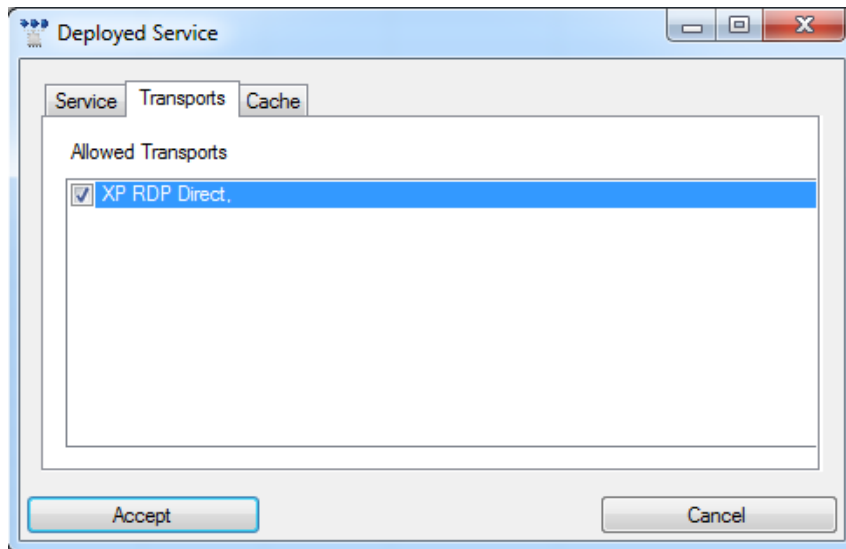 Deployed Service
Service Transports Cache
Allowed Transports
XP RDP Direct,
Accept Cancel